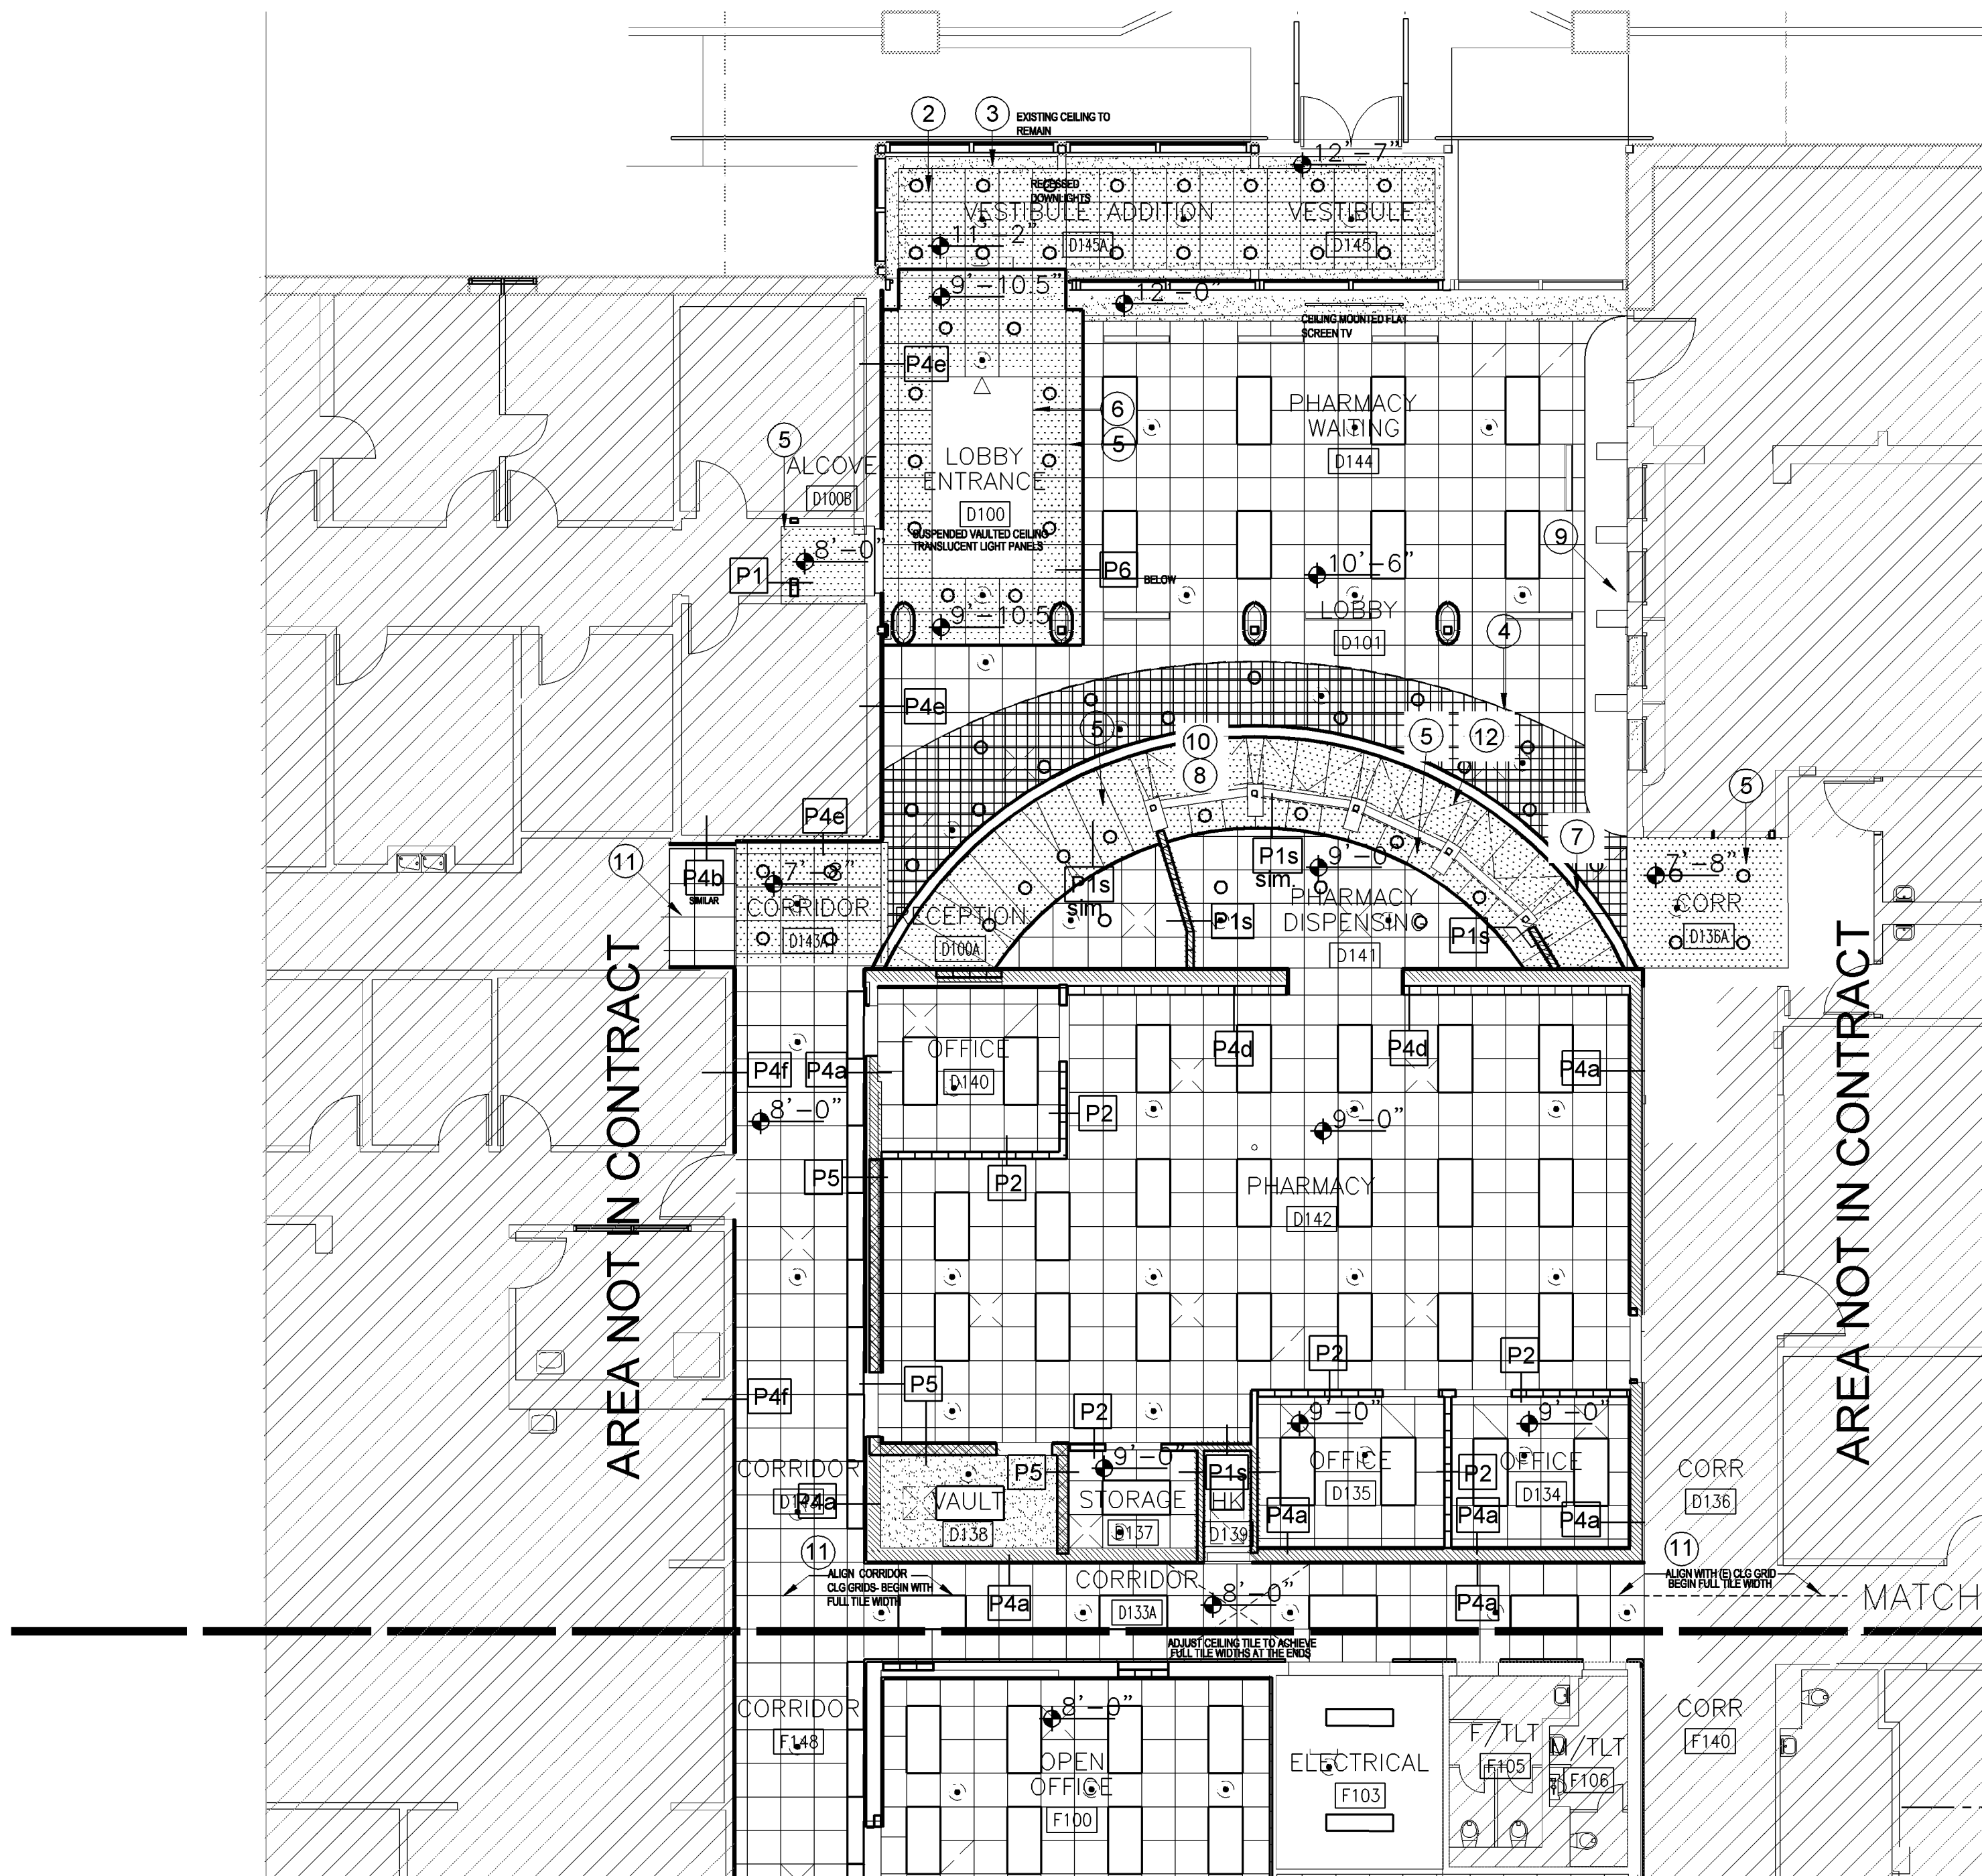 2
3
EXISTING CEILING TO
REMAIN
12'-7"
RECESSED
DOWNLIGHTS
VESTIBULE ADDITION
VESTIBULE
11'-2"
D145A
D145
9'-10.5"
12'-0"
CEILING MOUNTED FLAT
SCREEN TV
P4e
6
5
PHARMACY
WAITING
D144
5
ALCOVE
D100B
LOBBY
ENTRANCE
D100
SUSPENDED VAULTED CEILING
TRANSLUCENT LIGHT PANELS
9
8'-0"
P1
P6
BELOW
10'-6"
9'-10.5
LOBBY
D101
4
P4e
5
10
8
5
12
5
P4e
7
11
P4b
SIMILAR
7'-8"
CORRIDOR
D143A
RECEPTION
D100A
P1s
sim.
P1s
sim.
9'-0"
PHARMACY
DISPENSING
D141
P1s
P1s
7'-8"
CORR
D136A
AREA NOT IN CONTRACT
AREA NOT IN CONTRACT
OFFICE
D140
P4d
P4d
P4f
P4a
P4a
8'-0"
P2
9'-0"
P5
P2
PHARMACY
D142
P2
P2
P5
P4f
P2
9'-0"
9'-0"
CORRIDOR
P4a
P5
9'-0"
P1s
OFFICE
D135
P2
OFFICE
D134
CORR
D136
VAULT
D138
STORAGE
D137
HK
D139
P4a
P4a
P4a
11
11
ALIGN CORRIDOR
CLG GRIDS- BEGIN WITH
FULL TILE WIDTH
P4a
CORRIDOR
D133A
8'-0"
P4a
ALIGN WITH (E) CLG GRID
BEGIN FULL TILE WIDTH
MATCH
ADJUST CEILING TILE TO ACHIEVE
FULL TILE WIDTHS AT THE ENDS
CORRIDOR
F148
8'-0"
OPEN
OFFICE
F100
ELECTRICAL
F103
F/TLT
F105
M/TLT
F106
CORR
F140